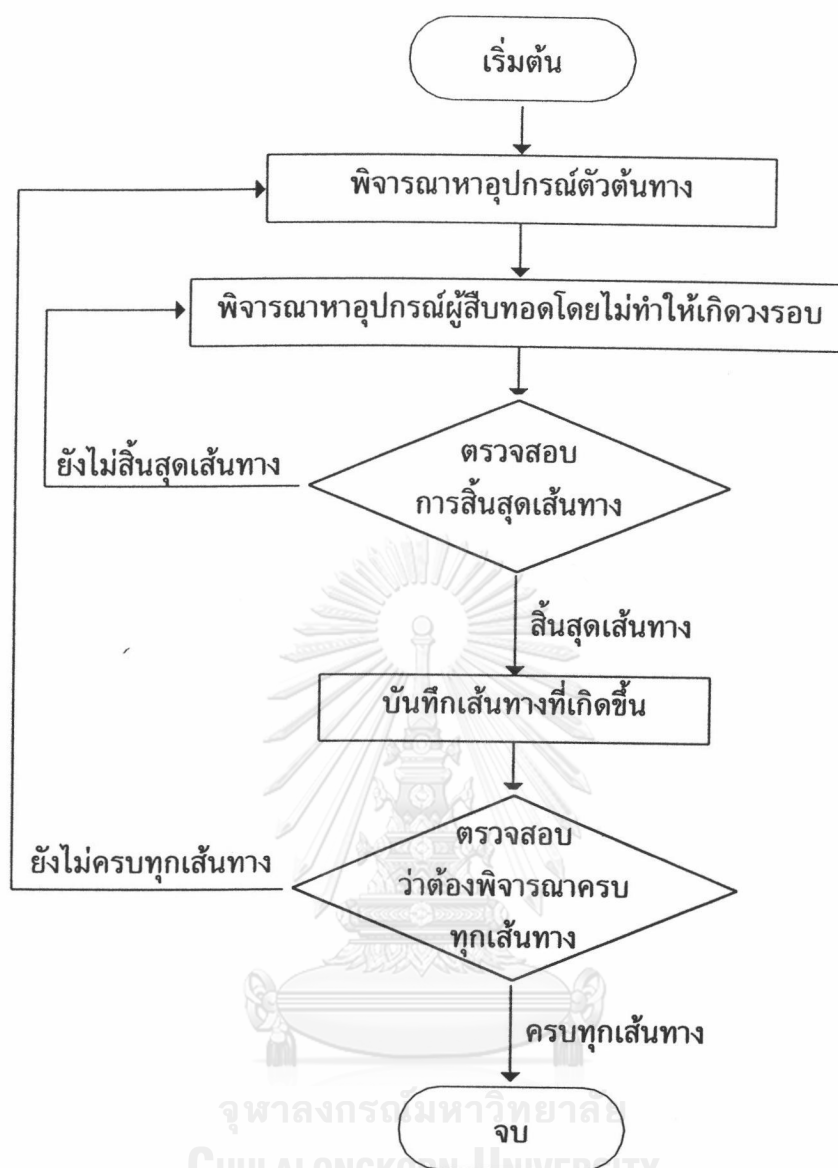 เริ่มต้น
พิจารณาหาอุปกรณ์ตัวต้นทาง
พิจารณาหาอุปกรณ์ผู้สืบทอดโดยไม่ทำให้เกิดวงรอบ
ยังไม่สิ้นสุดเส้นทาง
ตรวจสอบ
การสิ้นสุดเส้นทาง
สิ้นสุดเส้นทาง
บันทึกเส้นทางที่เกิดขึ้น
ยังไม่ครบทุกเส้นทาง
ตรวจสอบ
ว่าต้องพิจารณาครบ
ทุกเส้นทาง
ครบทุกเส้นทาง
จุฬาลงกรณ์มหาวิทยาลัย
จบ
CHULALONGKORN UNIVERSITY